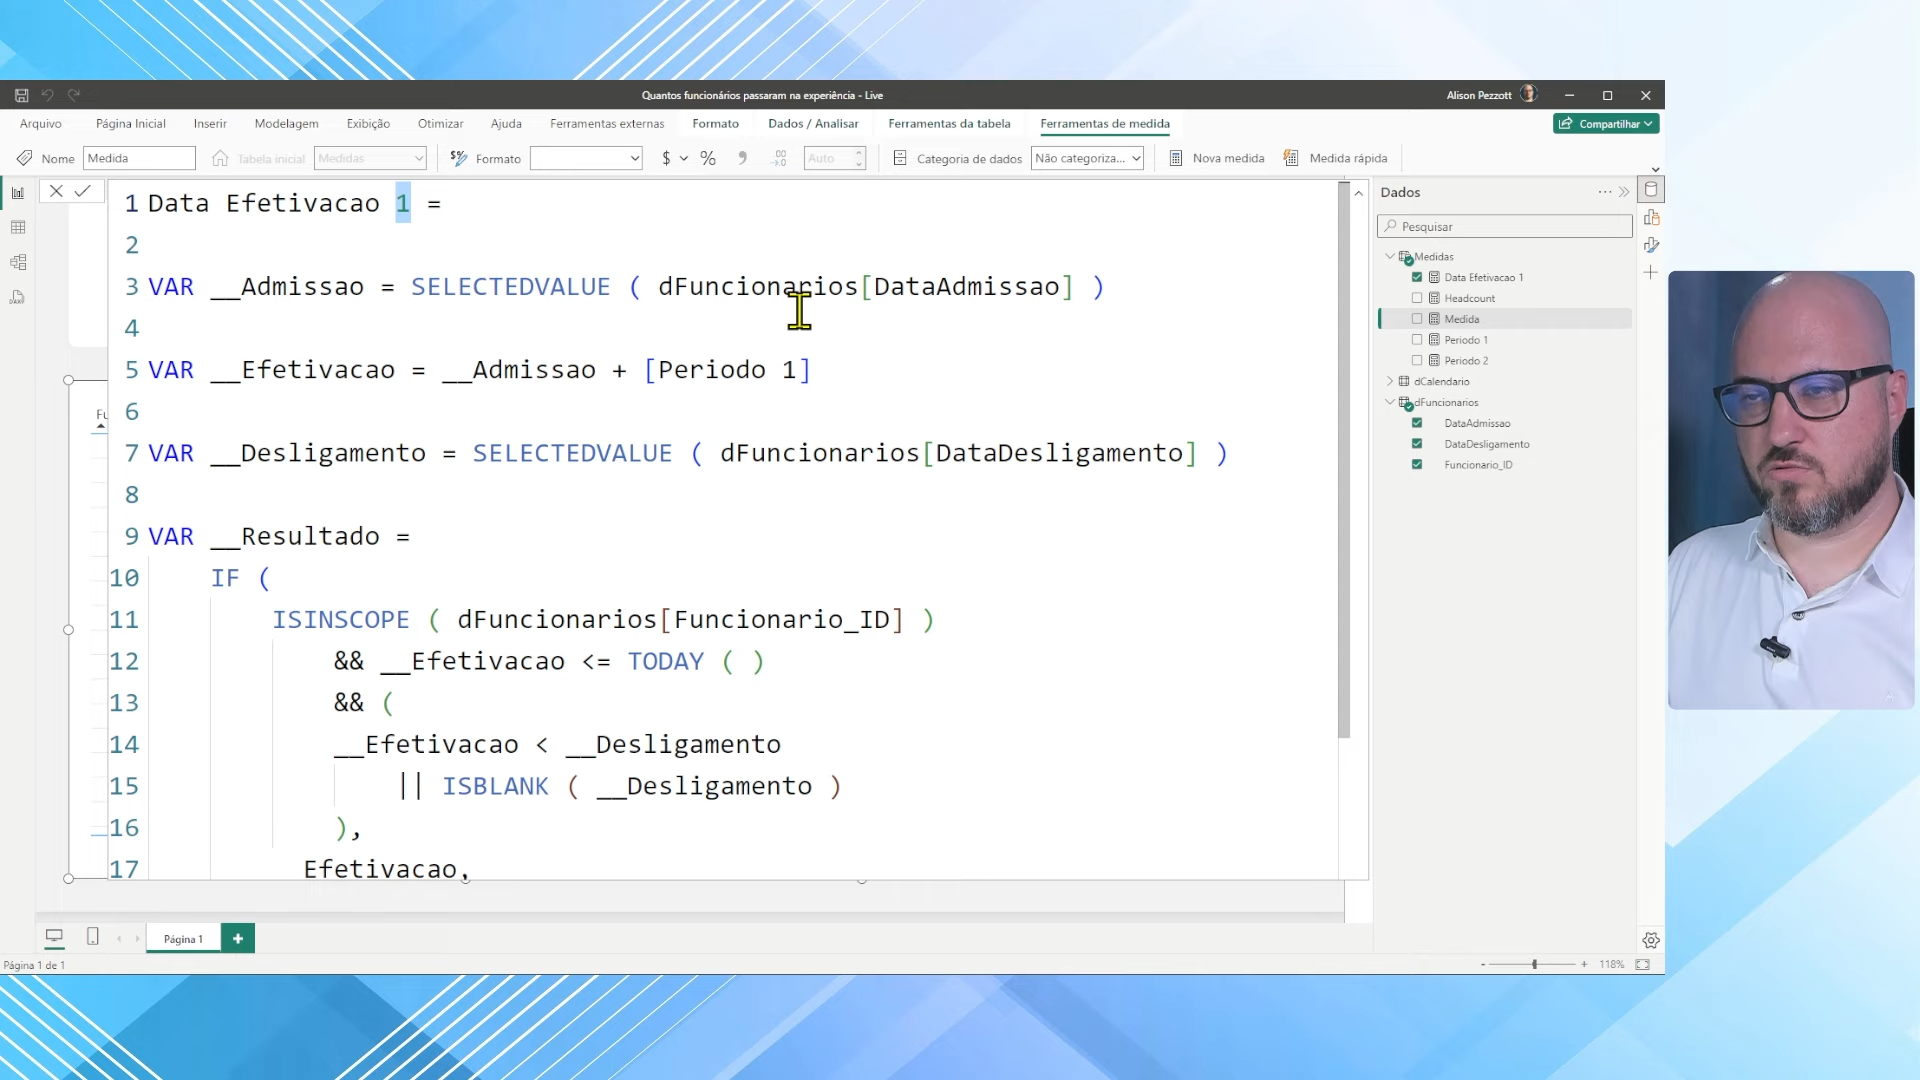 Quantos funcionários passaram na experiência - Live
Alison Pezzott
Arquivo
Página Inicial
Inserir
Modelagem
Exibição
Otimizar
Ajuda
Ferramentas externas
Formato
Dados / Analisar
Ferramentas da tabela
Ferramentas de medida
Compartilhar
Nome
Medida
Tabela inicial
Medidas
Formato
$
%
Auto
Categoria de dados
Não categoriza...
Nova medida
Medida rápida
1 Data Efetivacao 1 =
2
3 VAR __Admissao = SELECTEDVALUE ( dFuncionarios[DataAdmissao] )
4
5 VAR __Efetivacao = __Admissao + [Periodo 1]
6
7 VAR __Desligamento = SELECTEDVALUE ( dFuncionarios[DataDesligamento] )
8
9 VAR __Resultado =
10 IF (
11 ISINSCOPE ( dFuncionarios[Funcionario_ID] )
12 && __Efetivacao <= TODAY ( )
13 && (
14 __Efetivacao < __Desligamento
15 || ISBLANK ( __Desligamento )
16 ),
17 Efetivacao,
Fu
Dados
Pesquisar
Medidas
Data Efetivacao 1
Headcount
Medida
Periodo 1
Periodo 2
dCalendario
dFuncionarios
DataAdmissao
DataDesligamento
Funcionario_ID
Página 1
Página 1 de 1
- + 118%